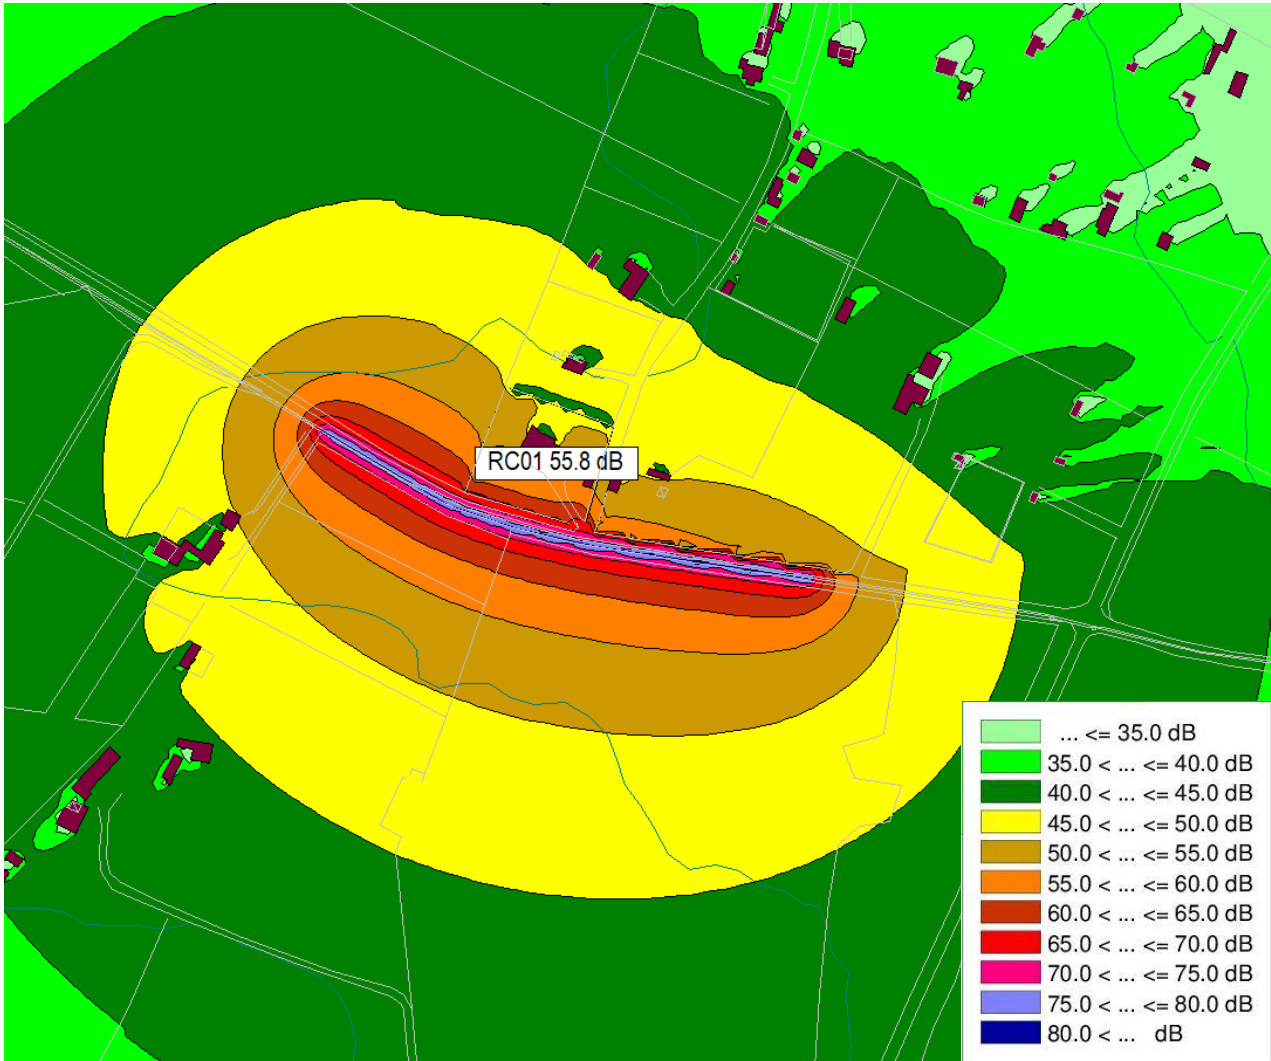 RC01 55.8 dB
... <= 35.0 dB
35.0 < ... <= 40.0 dB
40.0 < ... <= 45.0 dB
45.0 < ... <= 50.0 dB
50.0 < ... <= 55.0 dB
55.0 < ... <= 60.0 dB
60.0 < ... <= 65.0 dB
65.0 < ... <= 70.0 dB
70.0 < ... <= 75.0 dB
75.0 < ... <= 80.0 dB
80.0 < ... dB